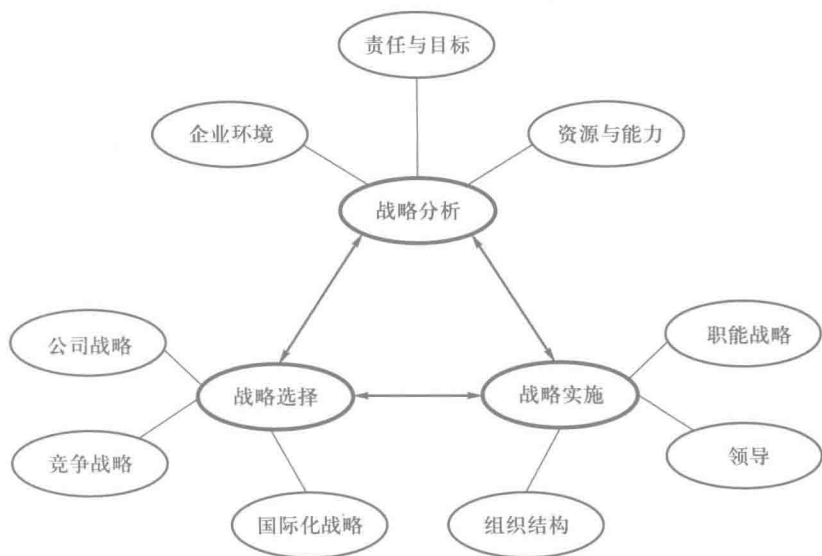 责任与目标
企业环境
资源与能力
战略分析
公司战略
职能战略
战略选择
战略实施
竞争战略
领导
国际化战略
组织结构